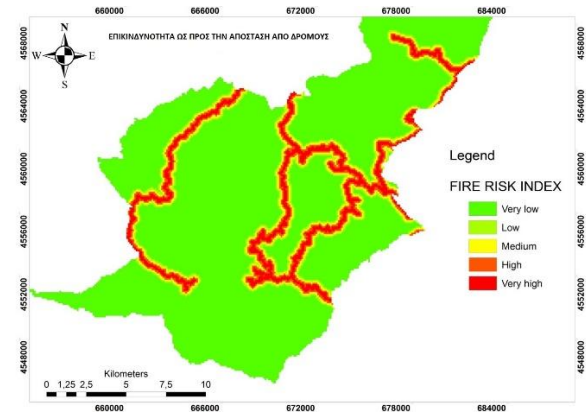 660000 666000 672000 678000 684000
ΕΠΙΚΙΝΔΥΝΟΤΗΤΑ ΩΣ ΠΡΟΣ ΤΗΝ ΑΠΟΣΤΑΣΗ ΑΠΟ ΔΡΟΜΟΥΣ
N
W E
S
4568000 4568000
4564000 4564000
4560000 4560000
4556000 4556000
4552000 4552000
4548000 4548000
Legend
FIRE RISK INDEX
Very low
Low
Medium
High
Very high
Kilometers
0 1,25 2,5 5 7,5 10
660000 666000 672000 678000 684000